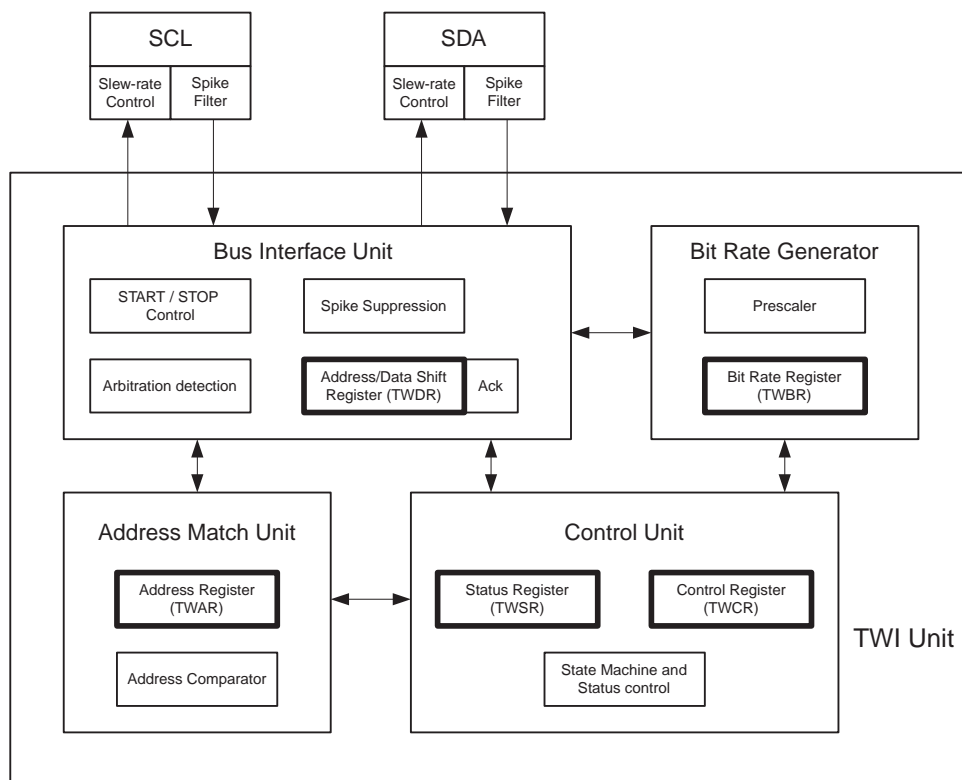 SCL
SDA
Slew-rate
Control
Spike
Filter
Slew-rate
Control
Spike
Filter
Bus Interface Unit
START / STOP
Control
Spike Suppression
Arbitration detection
Address/Data Shift
Register (TWDR)
Ack
Bit Rate Generator
Prescaler
Bit Rate Register
(TWBR)
Address Match Unit
Address Register
(TWAR)
Address Comparator
Control Unit
Status Register
(TWSR)
Control Register
(TWCR)
State Machine and
Status control
TWI Unit